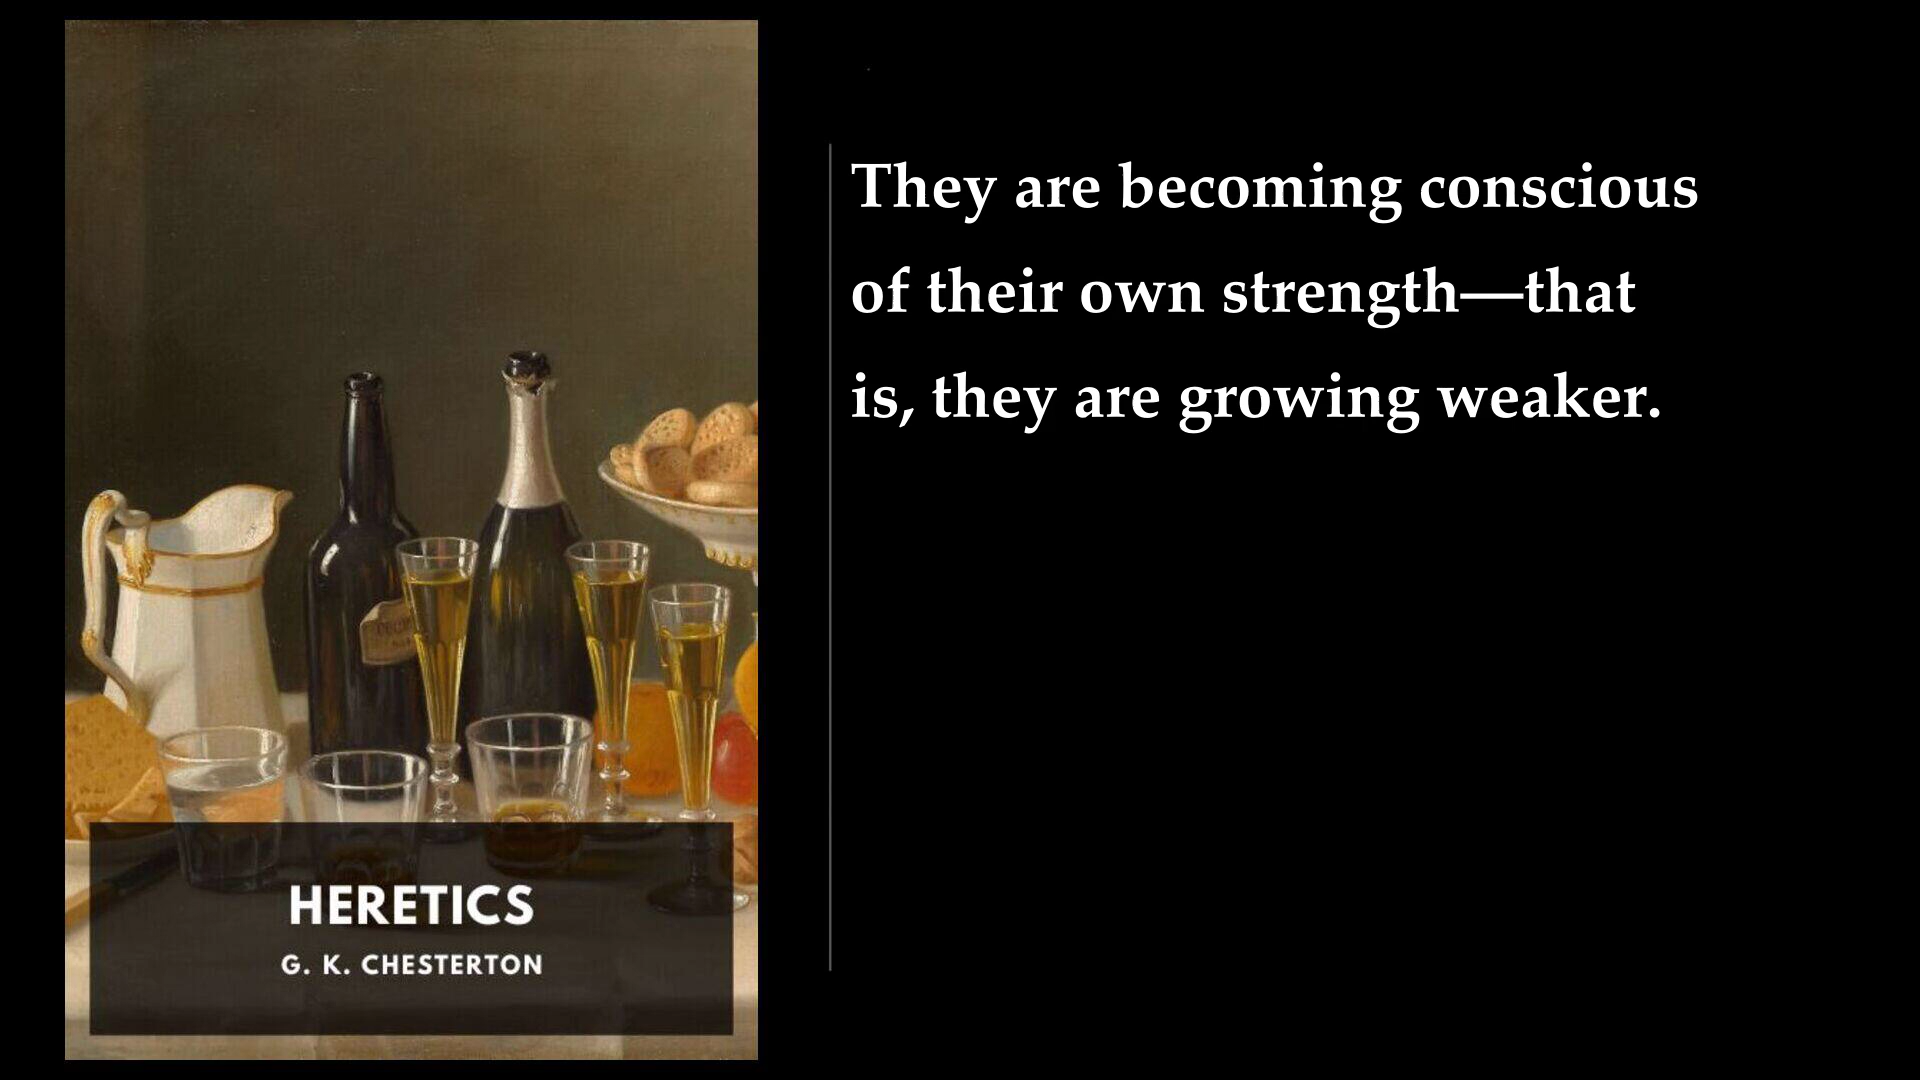 They are becoming conscious
of their own strength—that
is, they are growing weaker.
HERETICS
G. K. CHESTERTON